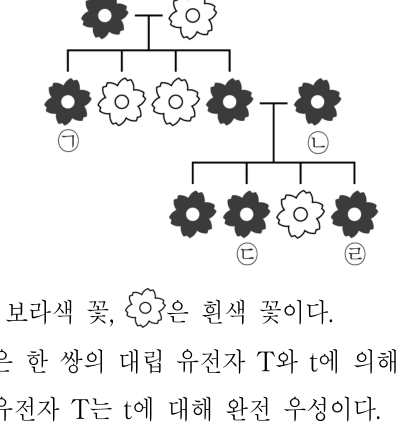 ㉠
㉡
㉢
㉣
보라색 꽃, 은 흰색 꽃이다.
은 한 쌍의 대립 유전자 T와 t에 의해
유전자 T는 t에 대해 완전 우성이다.